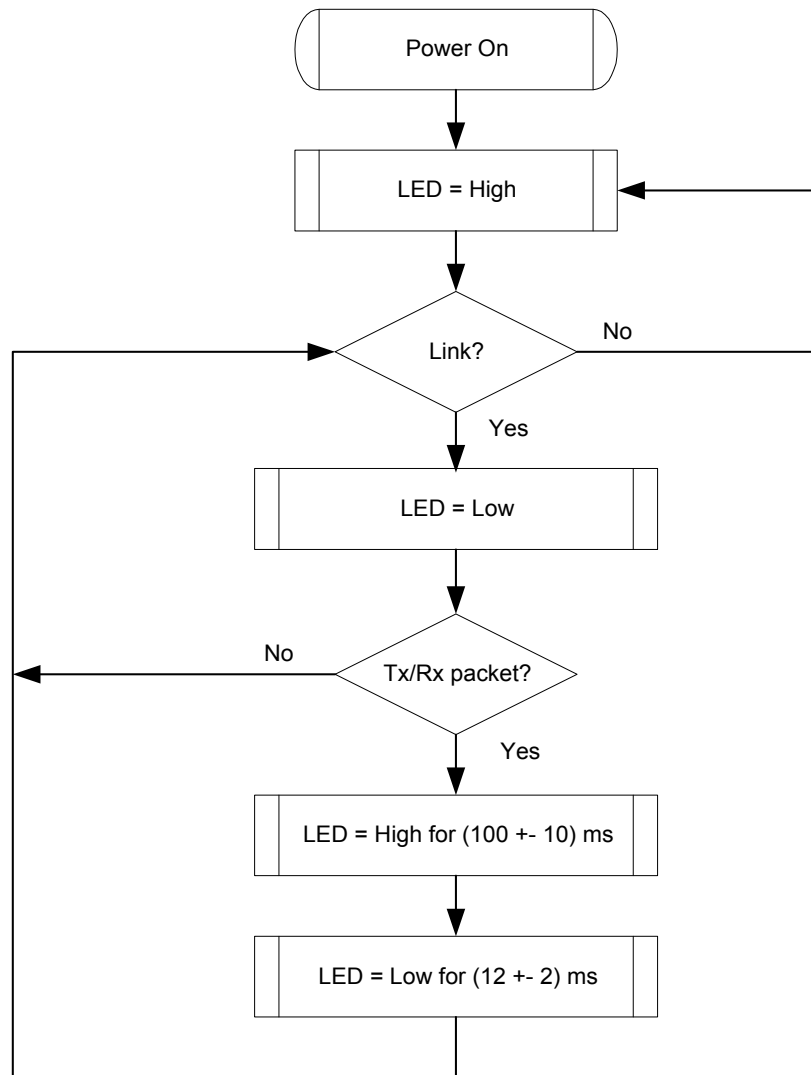 Power On
LED = High
Link?
No
Yes
LED = Low
No
Tx/Rx packet?
Yes
LED = High for (100 +- 10) ms
LED = Low for (12 +- 2) ms